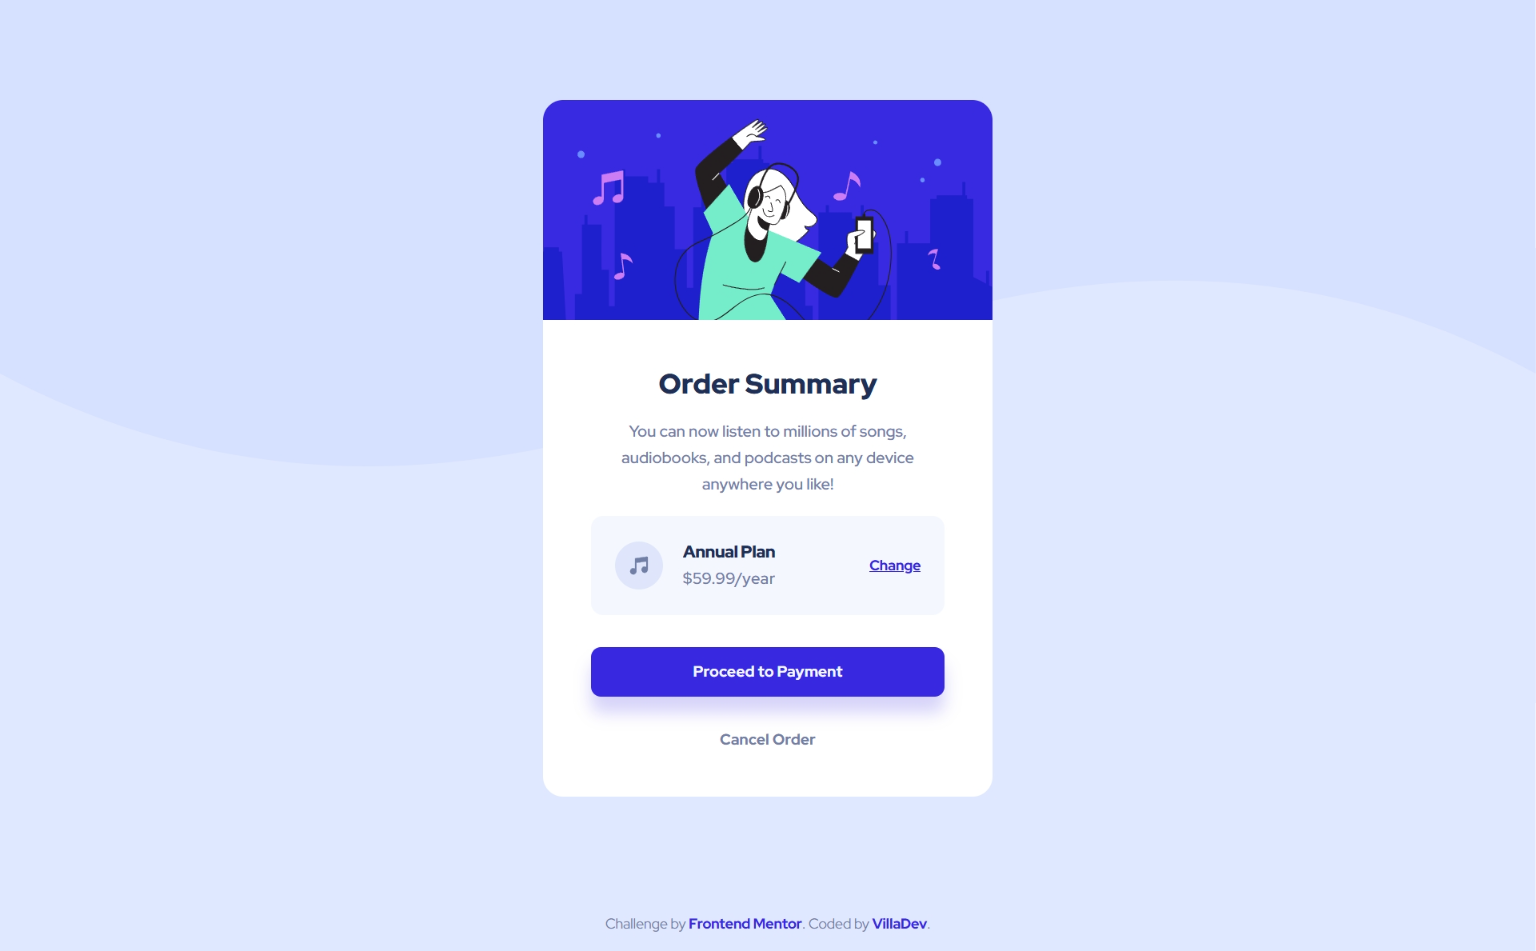 Order Summary
You can now listen to millions of songs,
audiobooks, and podcasts on any device
anywhere you like!
Annual Plan
$59.99/year
Change
Proceed to Payment
Cancel Order
Challenge by Frontend Mentor. Coded by VillaDev.